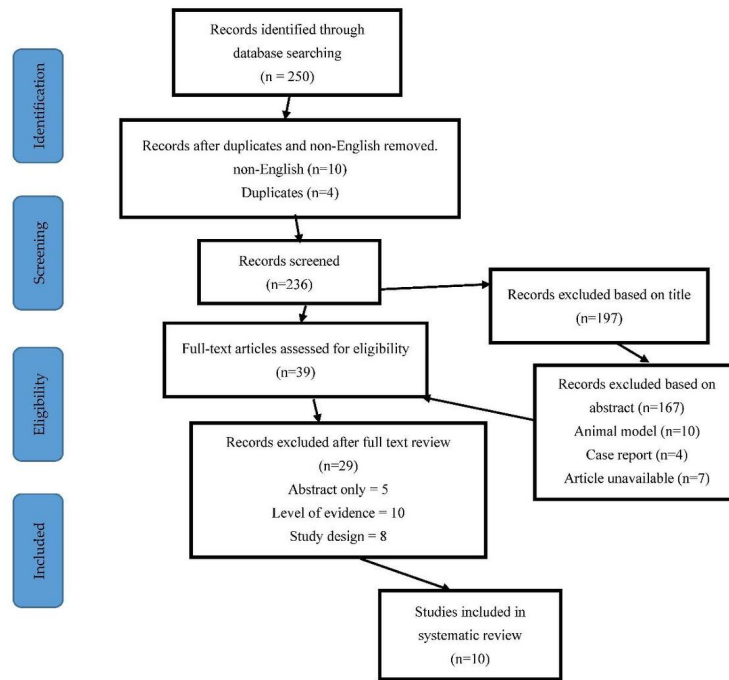 Identification
Records identified through
database searching
(n = 250)
Records after duplicates and non-English removed.
non-English (n=10)
Duplicates (n=4)
Screening
Records screened
(n=236)
Records excluded based on title
(n=197)
Eligibility
Full-text articles assessed for eligibility
(n=39)
Records excluded based on
abstract (n=167)
Animal model (n=10)
Case report (n=4)
Article unavailable (n=7)
Records excluded after full text review
(n=29)
Abstract only = 5
Level of evidence = 10
Study design = 8
Included
Studies included in
systematic review
(n=10)